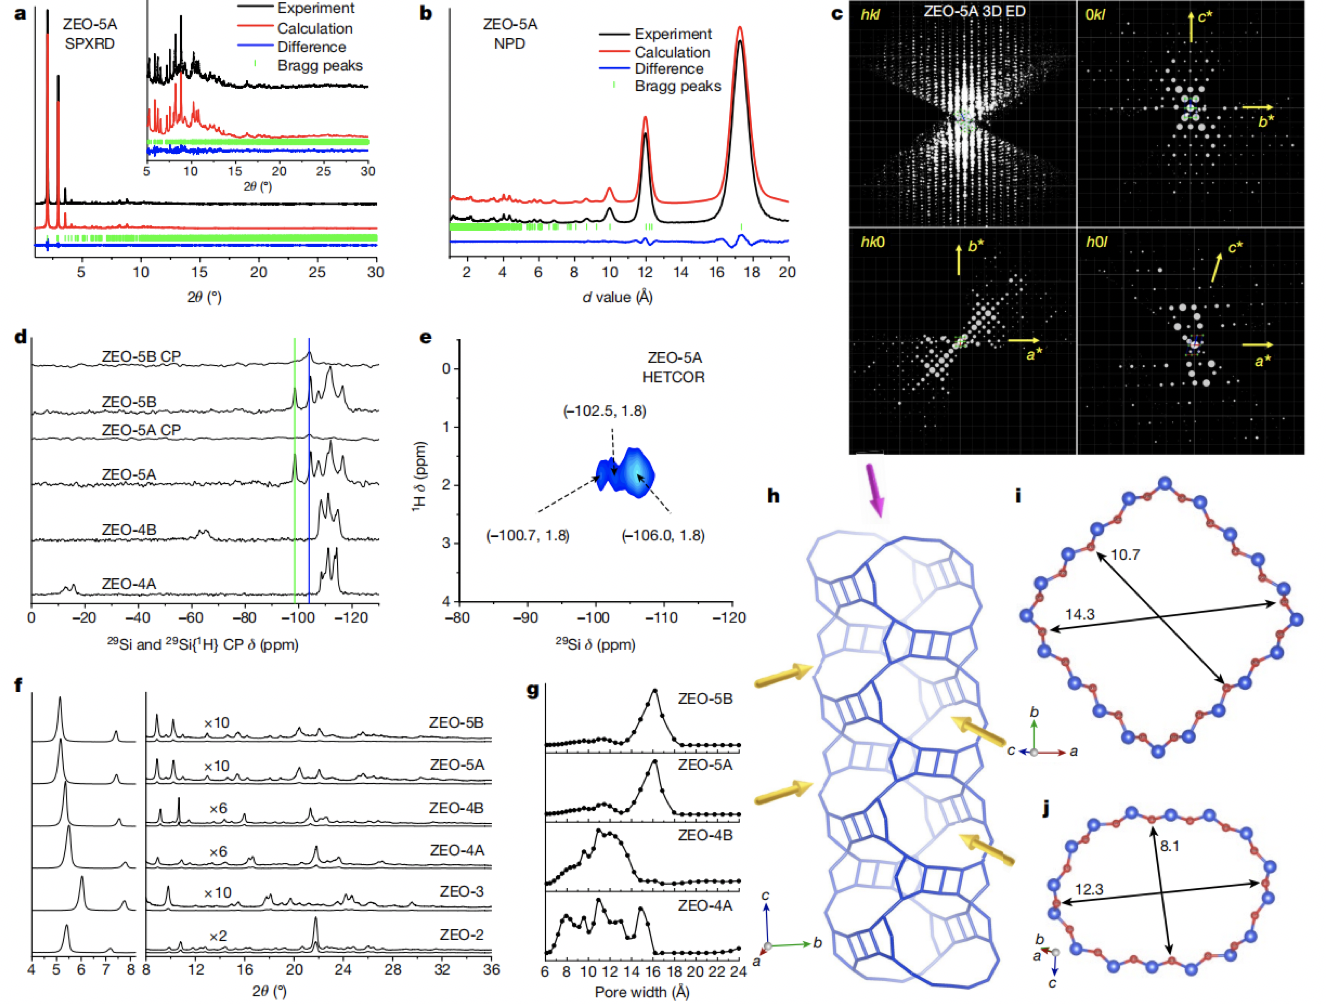 a
ZEO-5A
SPXRD
Experiment
Calculation
Difference
Bragg peaks
5 10 15 20 25 30
2θ (°)
5 10 15 20 25 30
2θ (°)
b
ZEO-5A
NPD
Experiment
Calculation
Difference
Bragg peaks
2 4 6 8 10 12 14 16 18 20
d value (Å)
c
hkl
ZEO-5A 3D ED
0kl
c*
b*
hk0
b*
a*
h0l
c*
a*
d
ZEO-5B CP
ZEO-5B
ZEO-5A CP
ZEO-5A
ZEO-4B
ZEO-4A
0 -20 -40 -60 -80 -100 -120
²⁹Si and ²⁹Si{¹H} CP δ (ppm)
e
ZEO-5A
HETCOR
(–102.5, 1.8)
(–100.7, 1.8)
(–106.0, 1.8)
0
1
2
3
4
¹H δ (ppm)
–80 –90 –100 –110 –120
²⁹Si δ (ppm)
f
×10 ZEO-5B
×10 ZEO-5A
×6 ZEO-4B
×6 ZEO-4A
×10 ZEO-3
×2 ZEO-2
4 5 6 7 8
8 12 16 20 24 28 32 36
2θ (°)
g
ZEO-5B
ZEO-5A
ZEO-4B
ZEO-4A
6 8 10 12 14 16 18 20 22 24
Pore width (Å)
h
c
b
a
i
10.7
14.3
b
c
a
j
8.1
12.3
b
a
c